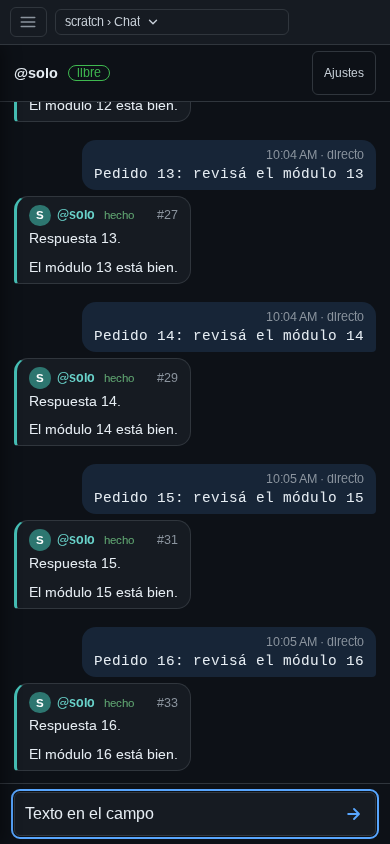 scratch › Chat
@solo libre
Ajustes
El módulo 12 está bien.
10:04 AM · directo
Pedido 13: revisá el módulo 13
S @solo hecho #27
Respuesta 13.
El módulo 13 está bien.
10:04 AM · directo
Pedido 14: revisá el módulo 14
S @solo hecho #29
Respuesta 14.
El módulo 14 está bien.
10:05 AM · directo
Pedido 15: revisá el módulo 15
S @solo hecho #31
Respuesta 15.
El módulo 15 está bien.
10:05 AM · directo
Pedido 16: revisá el módulo 16
S @solo hecho #33
Respuesta 16.
El módulo 16 está bien.
Texto en el campo